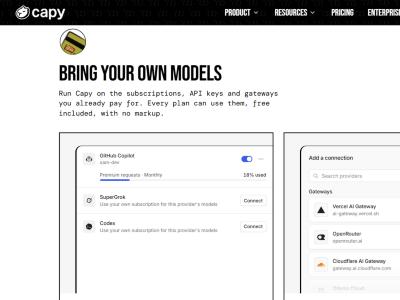 capy
PRODUCT RESOURCES PRICING ENTERPRISE
BRING YOUR OWN MODELS
Run Capy on the subscriptions, API keys and gateways
you already pay for. Every plan can use them, free
included, with no markup.
GitHub Copilot
sam-dev
Premium requests · Monthly 18% used
SuperGrok
Use your own subscription for this provider's models
Connect
Codex
Use your own subscription for this provider's models
Connect
Add a connection
Search providers
Gateways
Vercel AI Gateway
ai-gateway.vercel.sh
OpenRouter
openrouter.ai
Cloudflare AI Gateway
gateway.ai.cloudflare.com